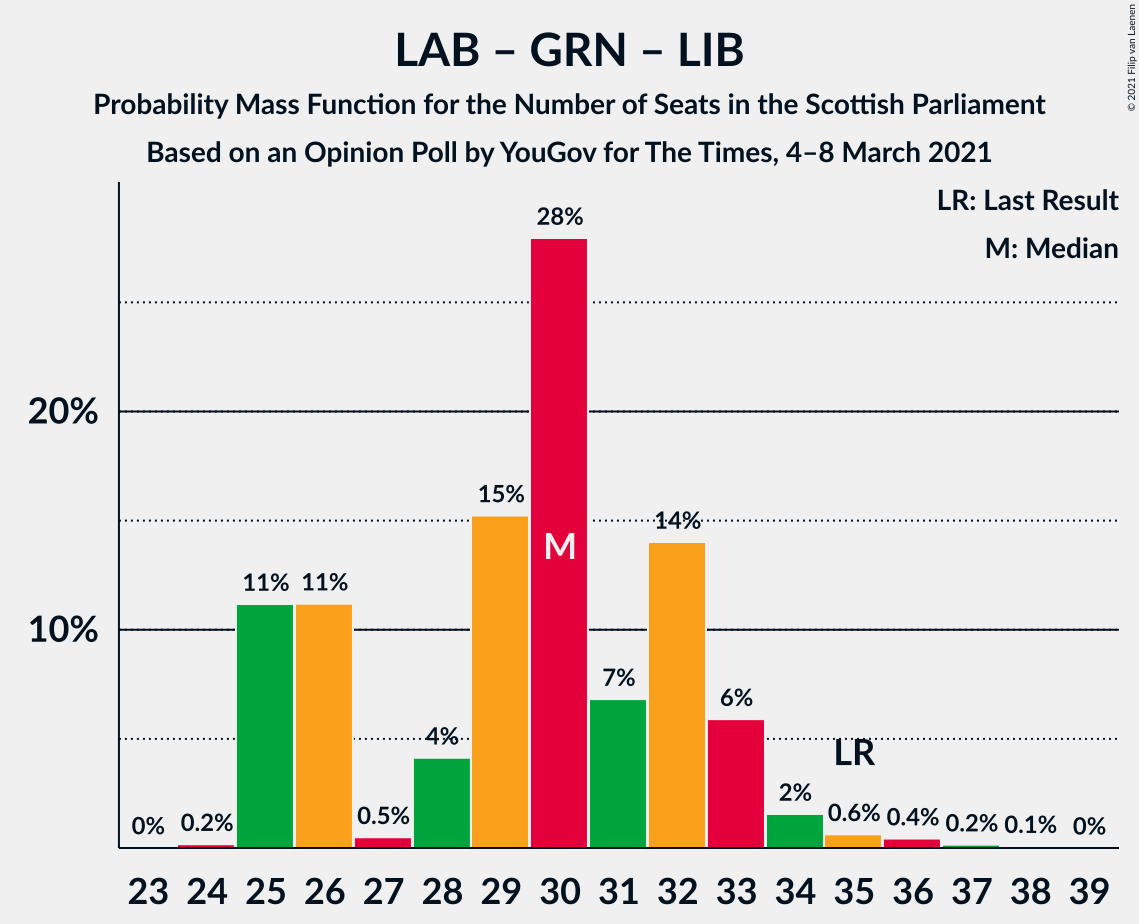 LAB – GRN – LIB
Probability Mass Function for the Number of Seats in the Scottish Parliament
Based on an Opinion Poll by YouGov for The Times, 4–8 March 2021
© 2021 Filip van Laenen
LR: Last Result
M: Median
28%
20%
15%
14%
M
11% 11%
10%
7%
6%
4%
LR
2%
0% 0.2% 0.5% 0.6% 0.4% 0.2% 0.1% 0%
23 24 25 26 27 28 29 30 31 32 33 34 35 36 37 38 39